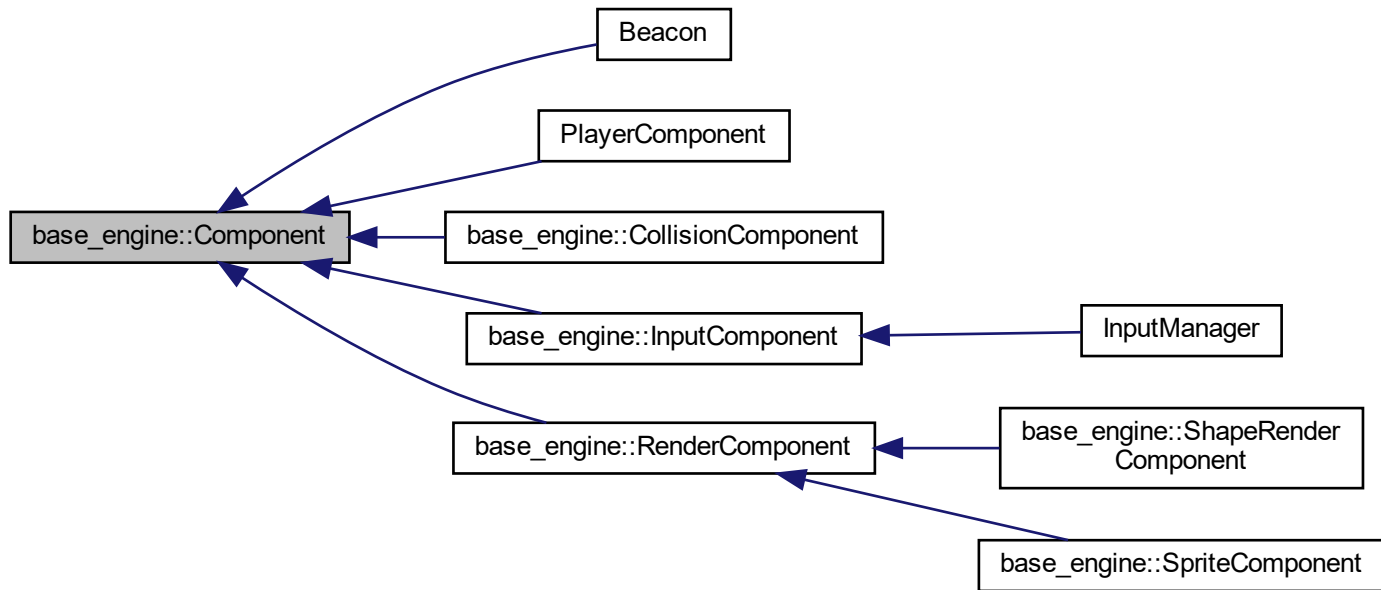 Beacon
PlayerComponent
base_engine::Component
base_engine::CollisionComponent
base_engine::InputComponent
InputManager
base_engine::RenderComponent
base_engine::ShapeRender
Component
base_engine::SpriteComponent